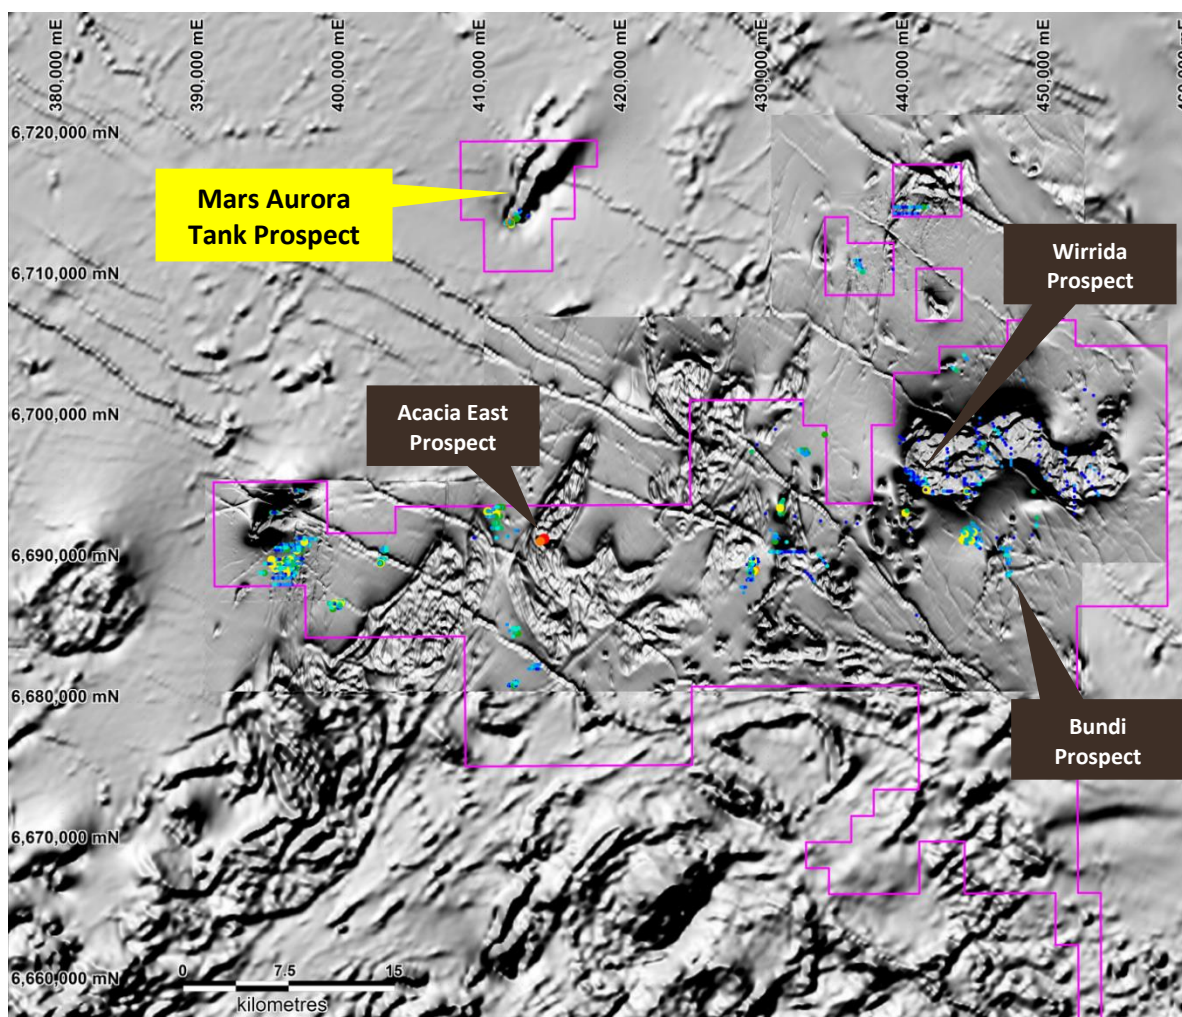 380,000 mE
390,000 mE
400,000 mE
410,000 mE
420,000 mE
430,000 mE
440,000 mE
450,000 mE
6,720,000 mN
Mars Aurora
Tank Prospect
6,710,000 mN
Wirrida
Prospect
6,700,000 mN
Acacia East
Prospect
6,690,000 mN
6,680,000 mN
Bundi
Prospect
6,670,000 mN
6,660,000 mN
0 7.5 15
kilometres